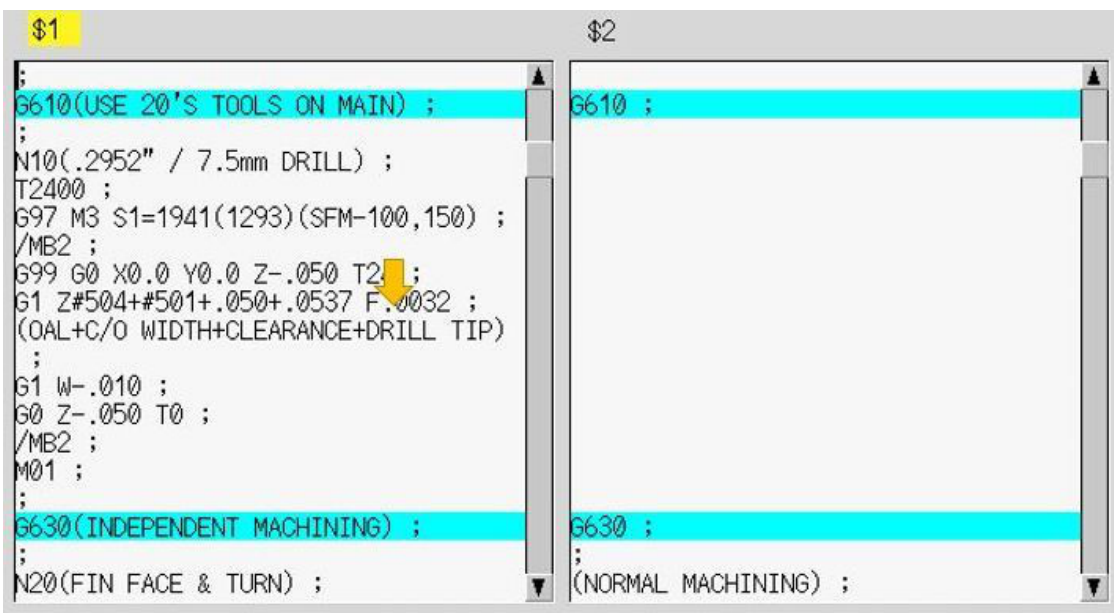 $1
;
G610(USE 20'S TOOLS ON MAIN) ;
;
N10(.2952" / 7.5mm DRILL) ;
T2400 ;
G97 M3 S1=1941(1293)(SFM-100,150) ;
/MB2 ;
G99 G0 X0.0 Y0.0 Z-.050 ;
G1 Z#504+#501+.050+.0537 F.0032 ;
(OAL+C/O WIDTH+CLEARANCE+DRILL TIP)
;
G1 W-.010 ;
G0 Z-.050 T0 ;
/MB2 ;
M01 ;
;
G630(INDEPENDENT MACHINING) ;
;
N20(FIN FACE & TURN) ;
$2
G610 ;
G630 ;
;
(NORMAL MACHINING) ;